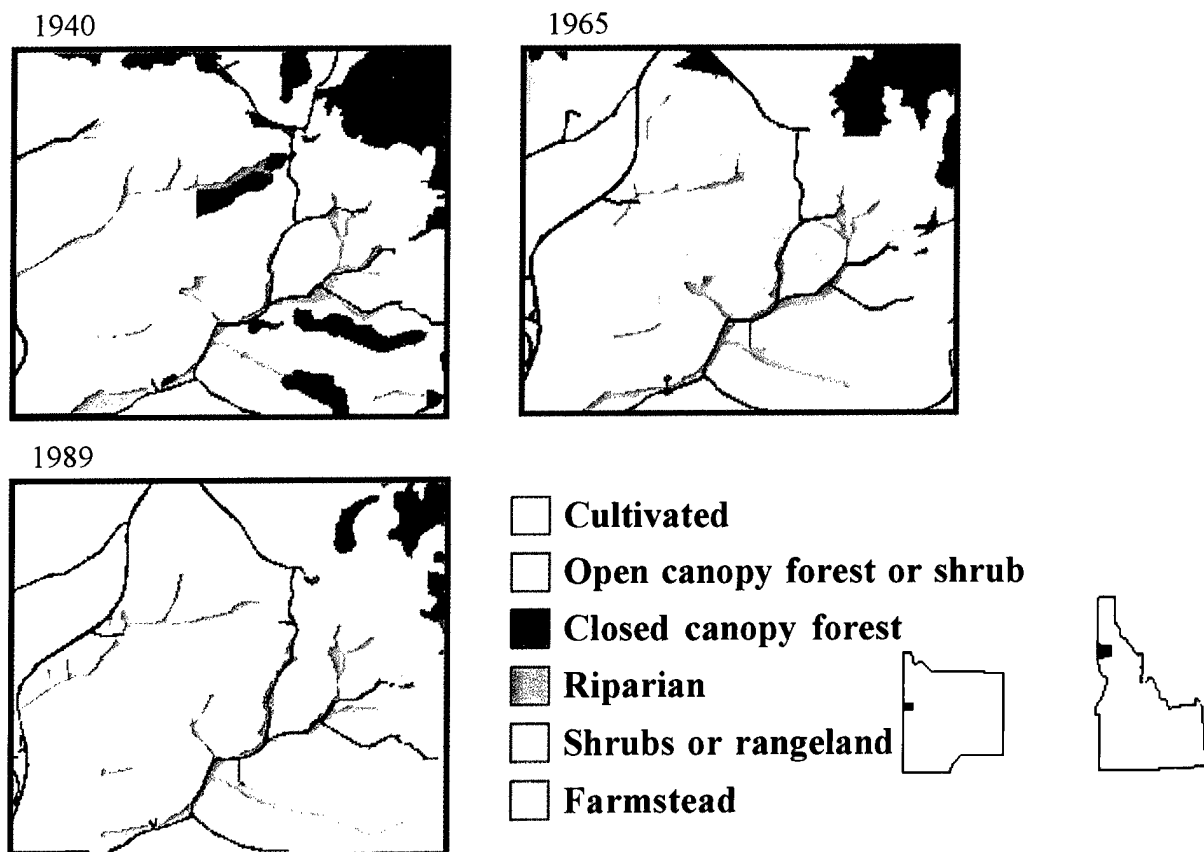 1940
1965
1989
Cultivated
Open canopy forest or shrub
Closed canopy forest
Riparian
Shrubs or rangeland
Farmstead